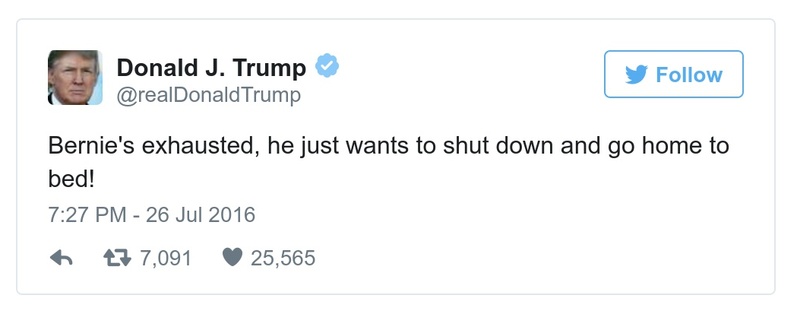 Donald J. Trump
@realDonaldTrump
Follow
Bernie's exhausted, he just wants to shut down and go home to
bed!
7:27 PM - 26 Jul 2016
7,091 25,565